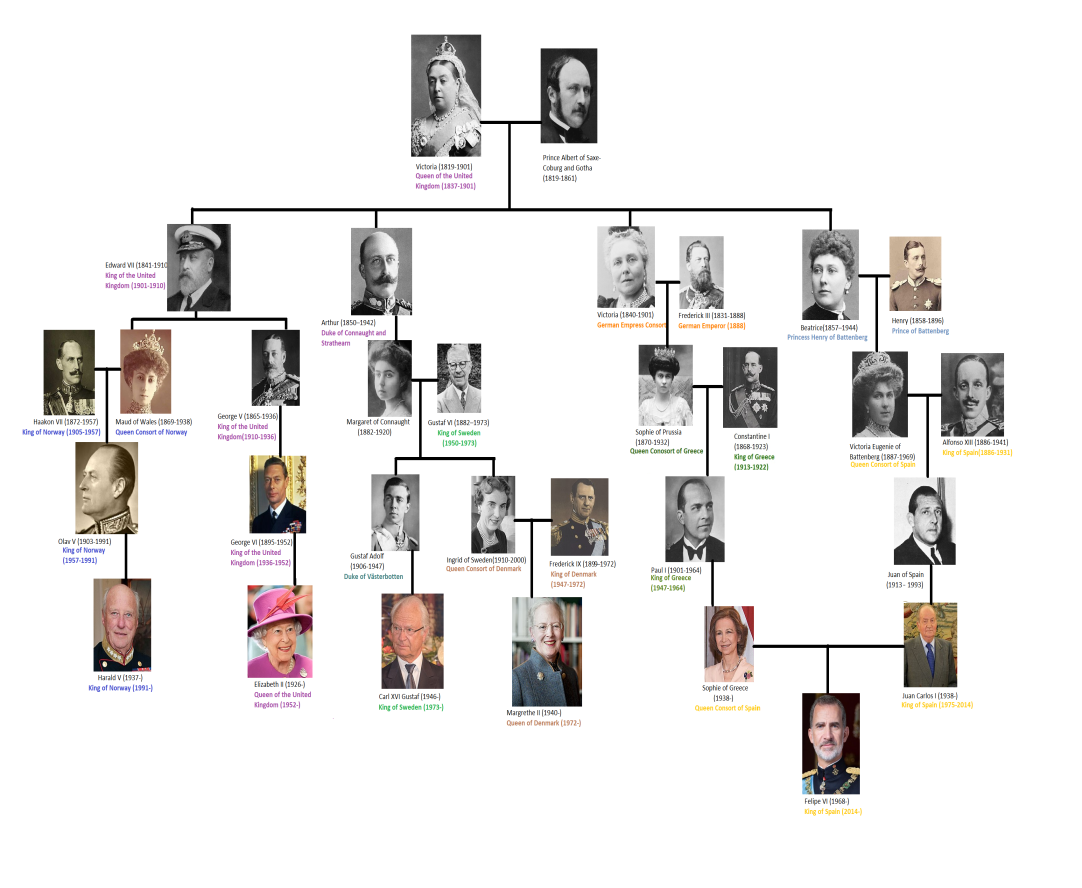 Victoria (1819-1901)
Queen of the United
Kingdom (1837-1901)
Prince Albert of Saxe-
Coburg and Gotha
(1819-1861)
Edward VII (1841-1910
King of the United
Kingdom (1901-1910)
Arthur (1850–1942)
Duke of Connaught and
Strathearn
Victoria (1840-1901)
German Empress Consort
Frederick III (1831-1888)
German Emperor (1888)
Beatrice(1857–1944)
Princess Henry of Battenberg
Henry (1858-1896)
Prince of Battenberg
Haakon VII (1872-1957)
King of Norway (1905-1957)
Maud of Wales (1869-1938)
Queen Consort of Norway
George V (1865-1936)
King of the United
Kingdom(1910-1936)
Margaret of Connaught
(1882-1920)
Gustaf VI (1882–1973)
King of Sweden
(1950-1973)
Sophie of Prussia
(1870-1932)
Queen Conosort of Greece
Constantine I
(1868-1923)
King of Greece
(1913-1922)
Victoria Eugenie of
Battenberg (1887-1969)
Queen Consort of Spain
Alfonso XIII (1886-1941)
King of Spain(1886-1931)
Olav V (1903-1991)
King of Norway
(1957-1991)
George VI (1895-1952)
King of the United
Kingdom (1936-1952)
Gustaf Adolf
(1906-1947)
Duke of Västerbotten
Ingrid of Sweden(1910-2000)
Queen Consort of Denmark
Frederick IX (1899-1972)
King of Denmark
(1947-1972)
Paul I (1901-1964)
King of Greece
(1947-1964)
Juan of Spain
(1913 - 1993)
Harald V (1937-)
King of Norway (1991-)
Elizabeth II (1926-)
Queen of the United
Kingdom (1952-)
Carl XVI Gustaf (1946-)
King of Sweden (1973-)
Margrethe II (1940-)
Queen of Denmark (1972-)
Sophie of Greece
(1938-)
Queen Consort of Spain
Juan Carlos I (1938-)
King of Spain (1975-2014)
Felipe VI (1968-)
King of Spain (2014-)